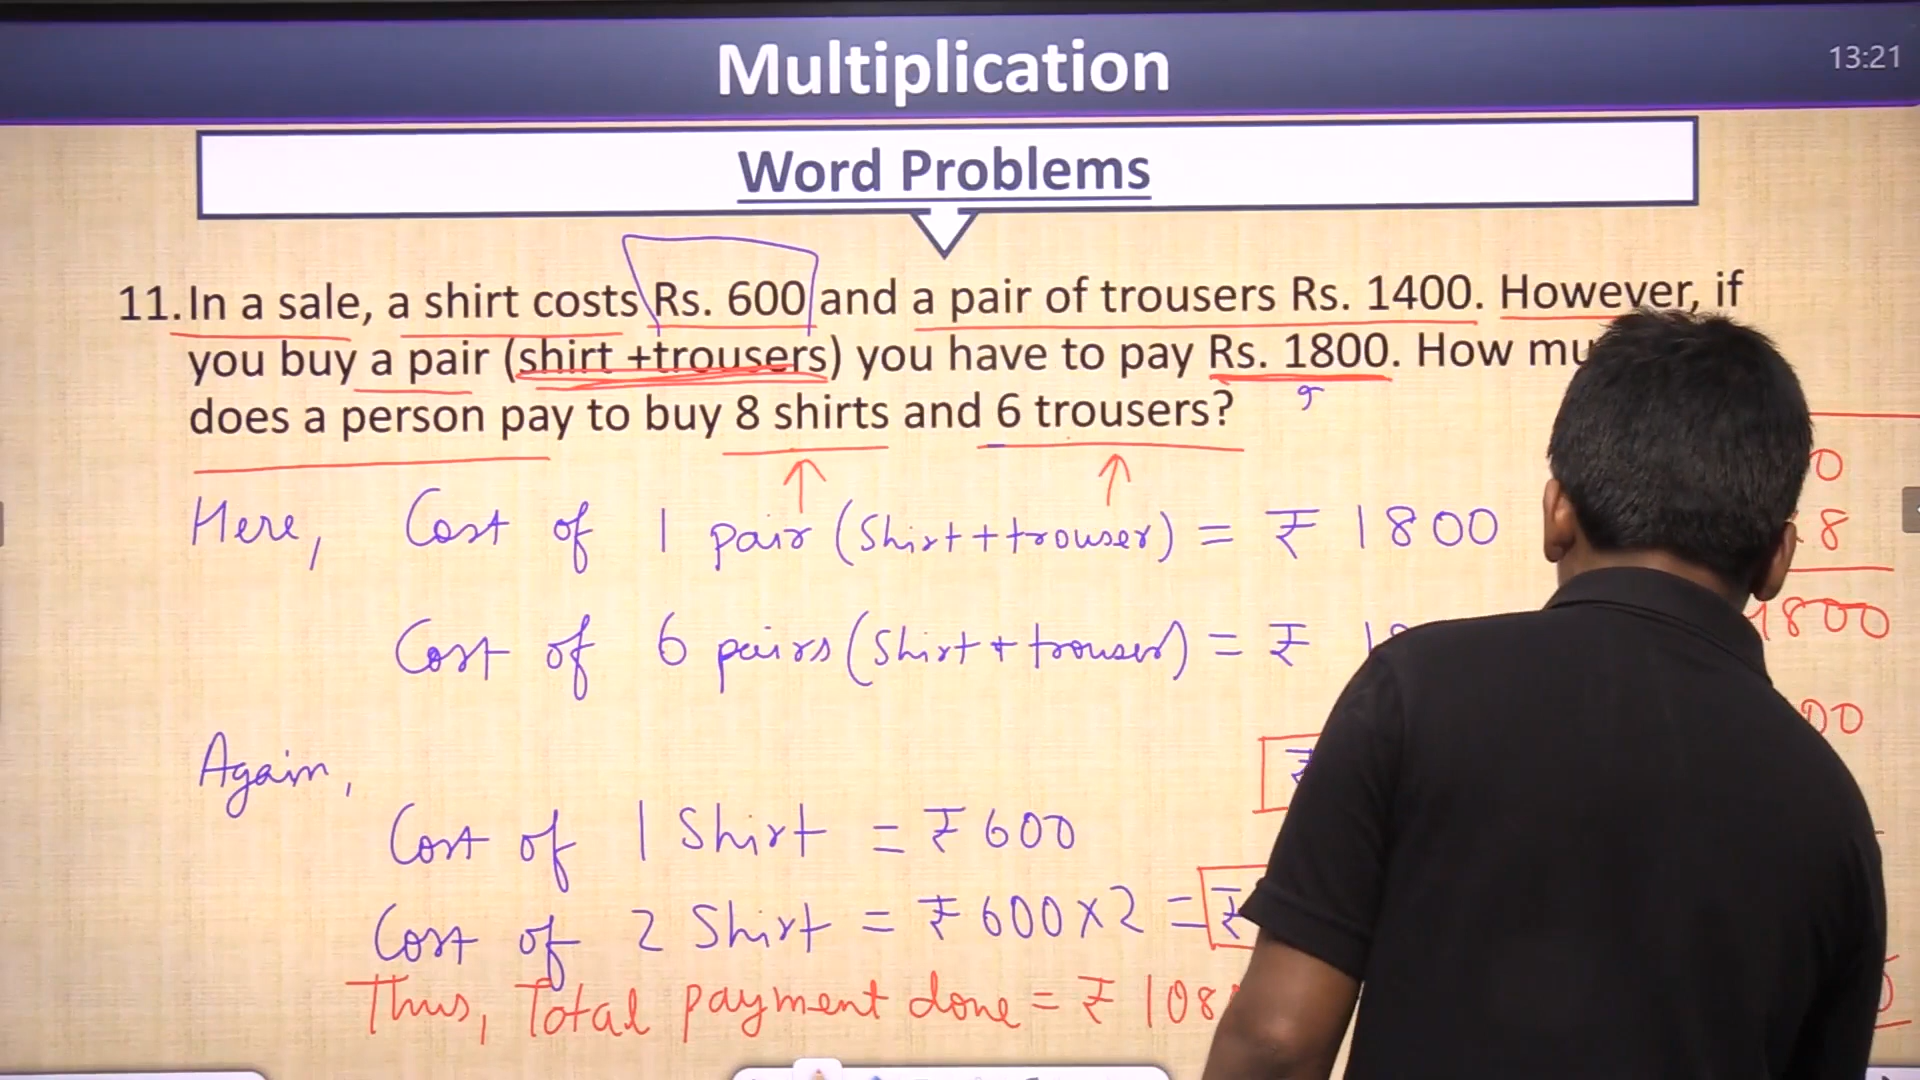 Multiplication
13:21
Word Problems
11. In a sale, a shirt costs Rs. 600 and a pair of trousers Rs. 1400. However, if
you buy a pair (shirt +trousers) you have to pay Rs. 1800. How
does a person pay to buy 8 shirts and 6 trousers?
Here, Cost of 1 pair (Shirt+trouser) = ₹ 1800
Cost of 6 pairs (Shirt + trouser) = ₹
Again,
Cost of 1 Shirt = ₹ 600
Cost of 2 Shirt = ₹ 600×2 = ₹
Thus, Total payment done = ₹ 108